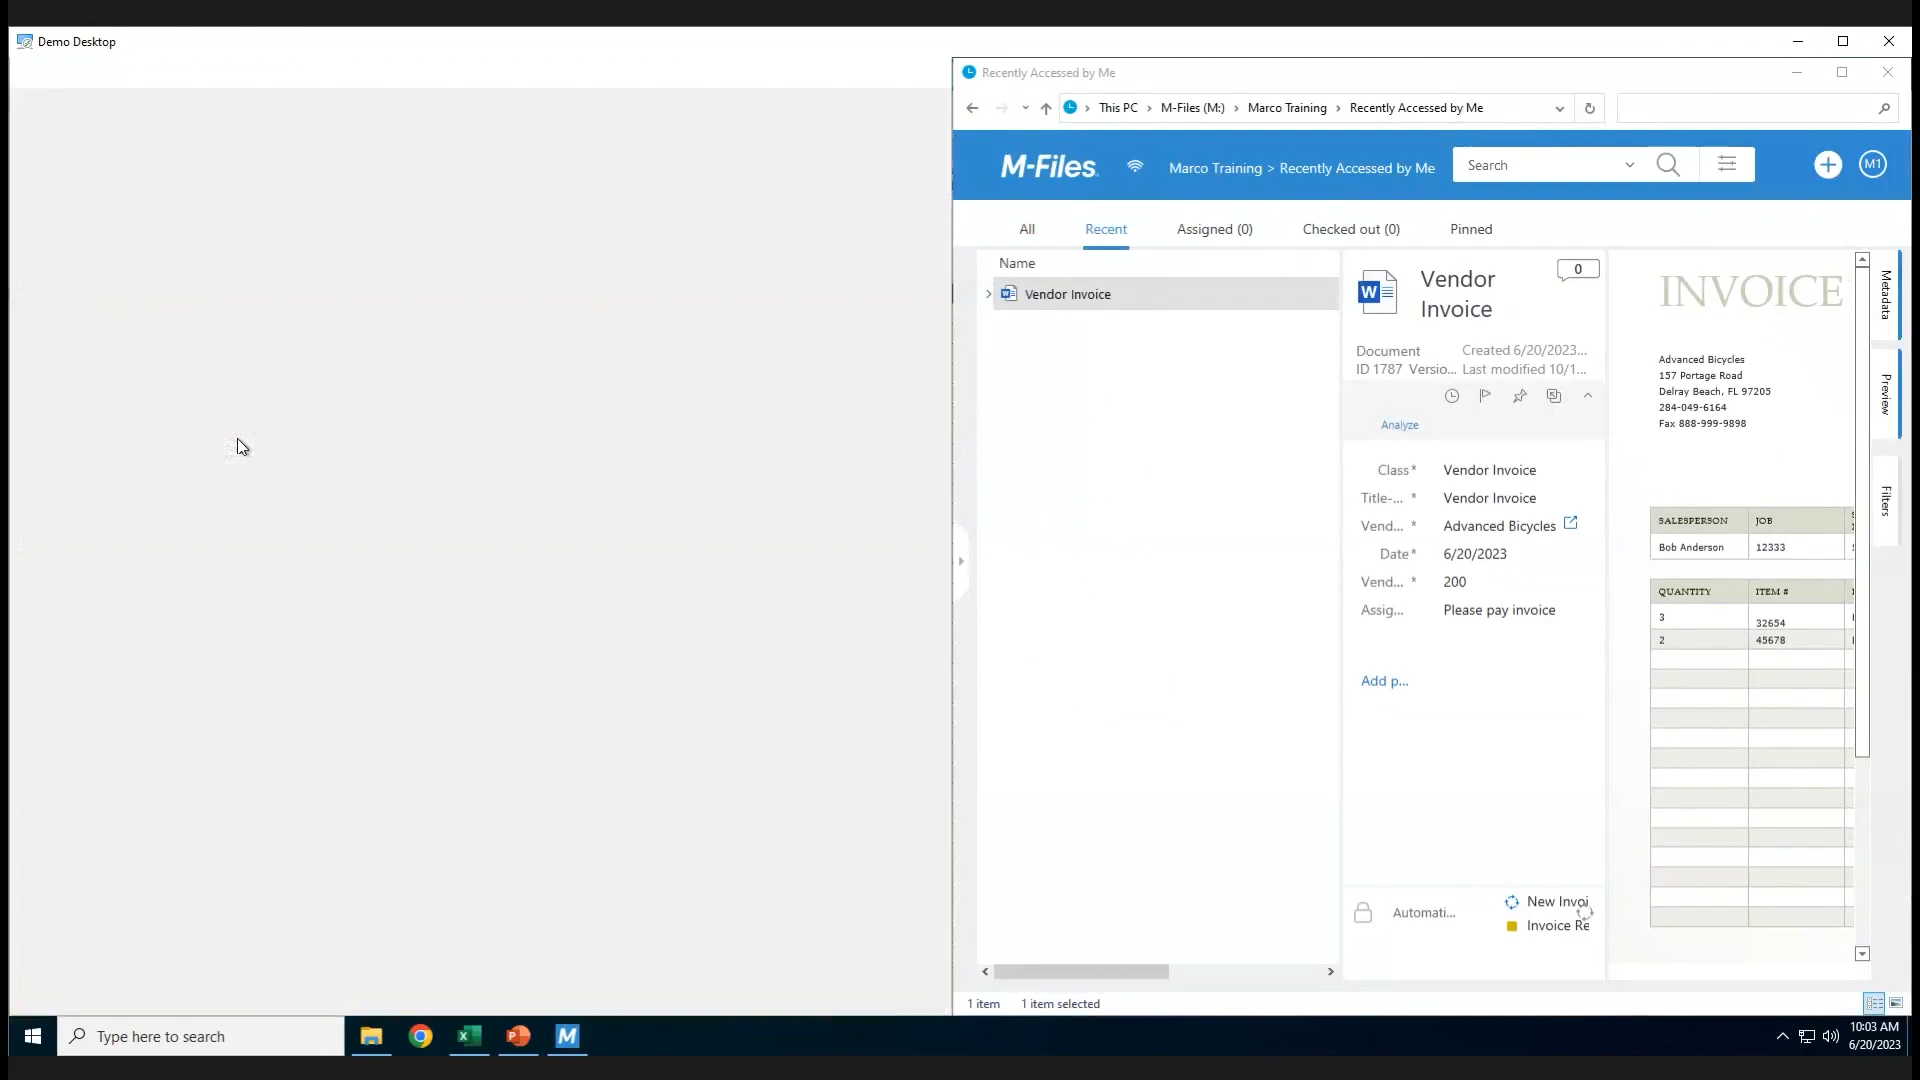 Demo Desktop
Recently Accessed by Me
This PC > M-Files (M:) > Marco Training > Recently Accessed by Me
M-Files
Marco Training > Recently Accessed by Me
Search
M1
All
Recent
Assigned (0)
Checked out (0)
Pinned
Name
Vendor Invoice
Vendor
Invoice
0
Document
Created 6/20/2023...
ID 1787 Versio...
Last modified 10/1...
Analyze
Class*
Vendor Invoice
Title-... *
Vendor Invoice
Vend... *
Advanced Bicycles
Date*
6/20/2023
Vend... *
200
Assig...
Please pay invoice
Add p...
Automati...
New Invoi
Invoice Re
INVOICE
Advanced Bicycles
157 Portage Road
Delray Beach, FL 97205
284-049-6164
Fax 888-999-9898
SALESPERSON
JOB
Bob Anderson
12333
QUANTITY
ITEM #
3
32654
2
45678
Metadata
Preview
Filters
1 item
1 item selected
Type here to search
10:03 AM
6/20/2023